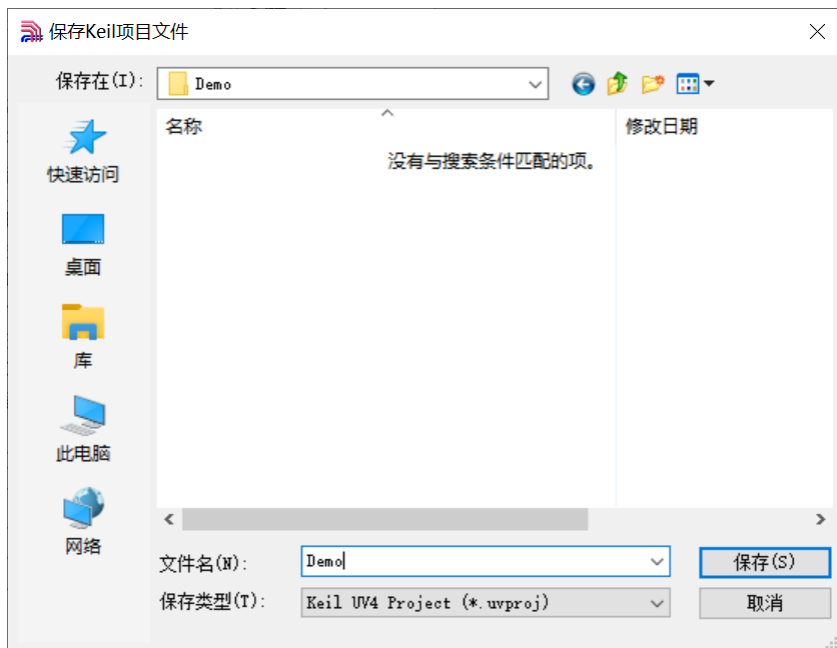 保存Keil项目文件
保存在(I):
Demo
名称
修改日期
没有与搜索条件匹配的项。
快速访问
桌面
库
此电脑
网络
文件名(N):
Demo
保存(S)
保存类型(T):
Keil UV4 Project (*.uvproj)
取消